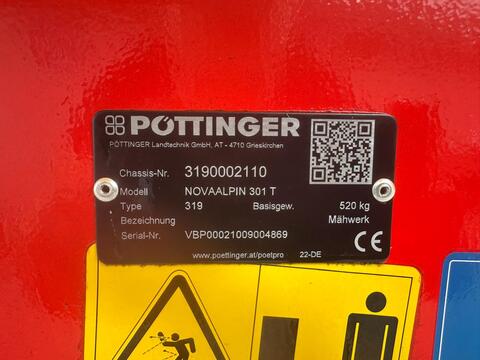 PÖTTINGER
PÖTTINGER Landtechnik GmbH, AT - 4710 Grieskirchen
Chassis-Nr. 3190002110
Modell NOVAALPIN 301 T
Type 319 Basisgew. 520 kg
Bezeichnung Mähwerk
Serial-Nr. VBP00021009004869
CE
www.poettinger.at/poetpro 22-DE